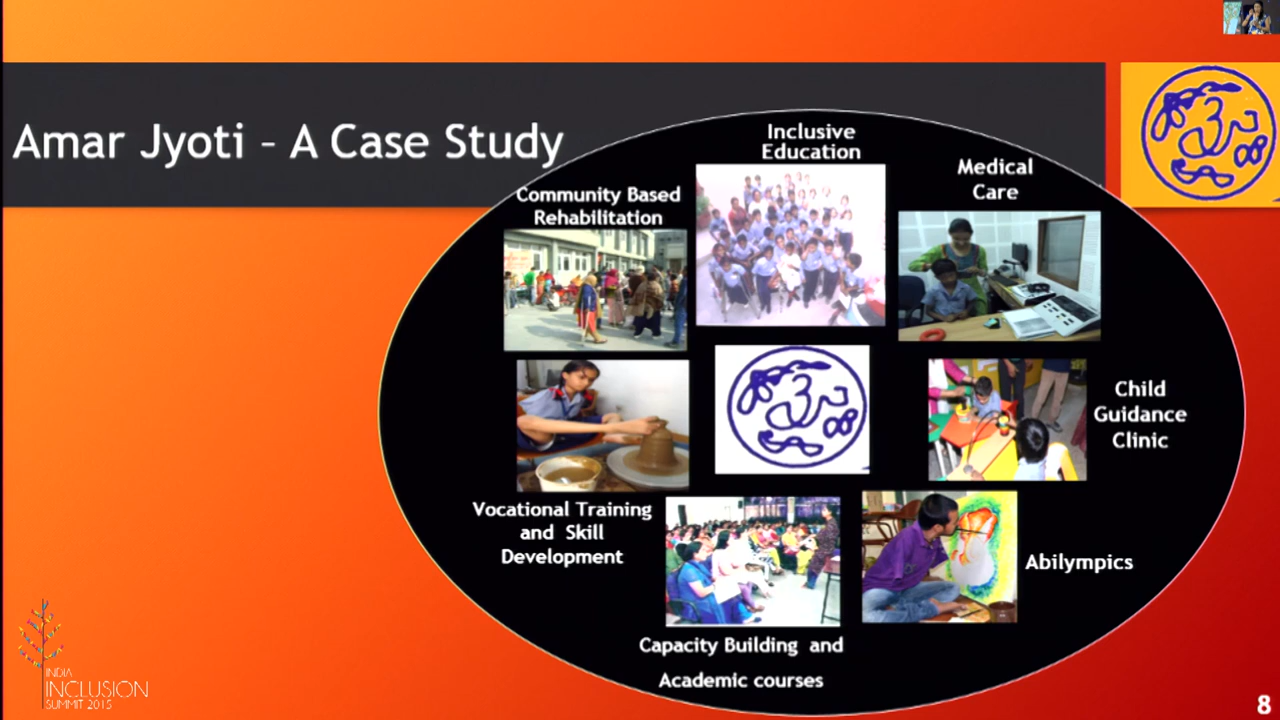 Amar Jyoti – A Case Study
Inclusive
Education
Medical
Care
Community Based
Rehabilitation
Child
Guidance
Clinic
Vocational Training
and Skill
Development
Abilympics
Capacity Building and
Academic courses
INDIA
INCLUSION
SUMMIT 2015
8